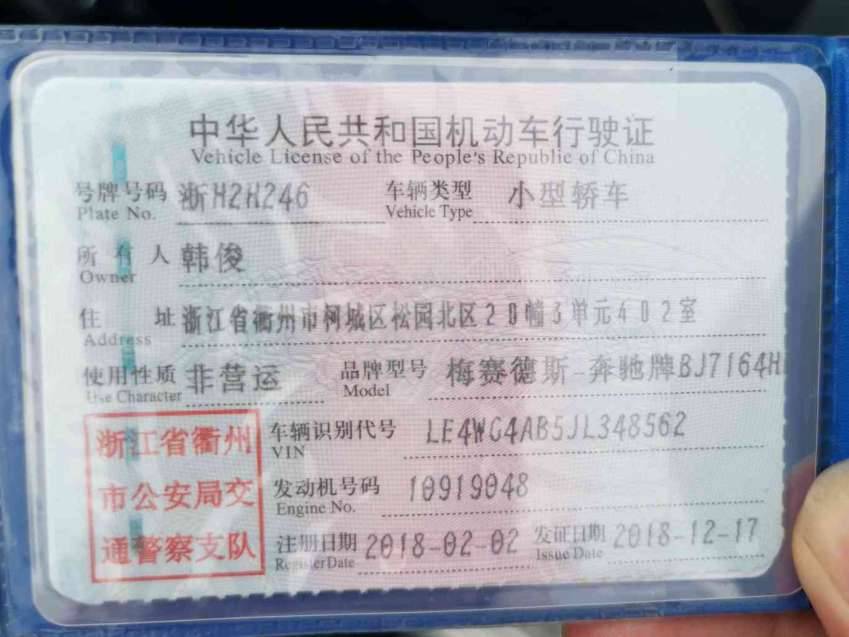 中华人民共和国机动车行驶证
Vehicle License of the People's Republic of China
号牌号码 浙H2H246 车辆类型 小型轿车
Plate No. Vehicle Type
所有人 韩俊
Owner
住址 浙江省衢州市柯城区松园北区20幢3单元402室
Address
使用性质 非营运 品牌型号 梅赛德�-奔驰牌BJ7164H
Use Character Model
浙江省衢州
市公安局交
通警察支队
车辆识别代号 LE4WG4AB5JL348562
VIN
发动机号码 10919048
Engine No.
注册日期 2018-02-02 发证日期 2018-12-17
Register Date Issue Date